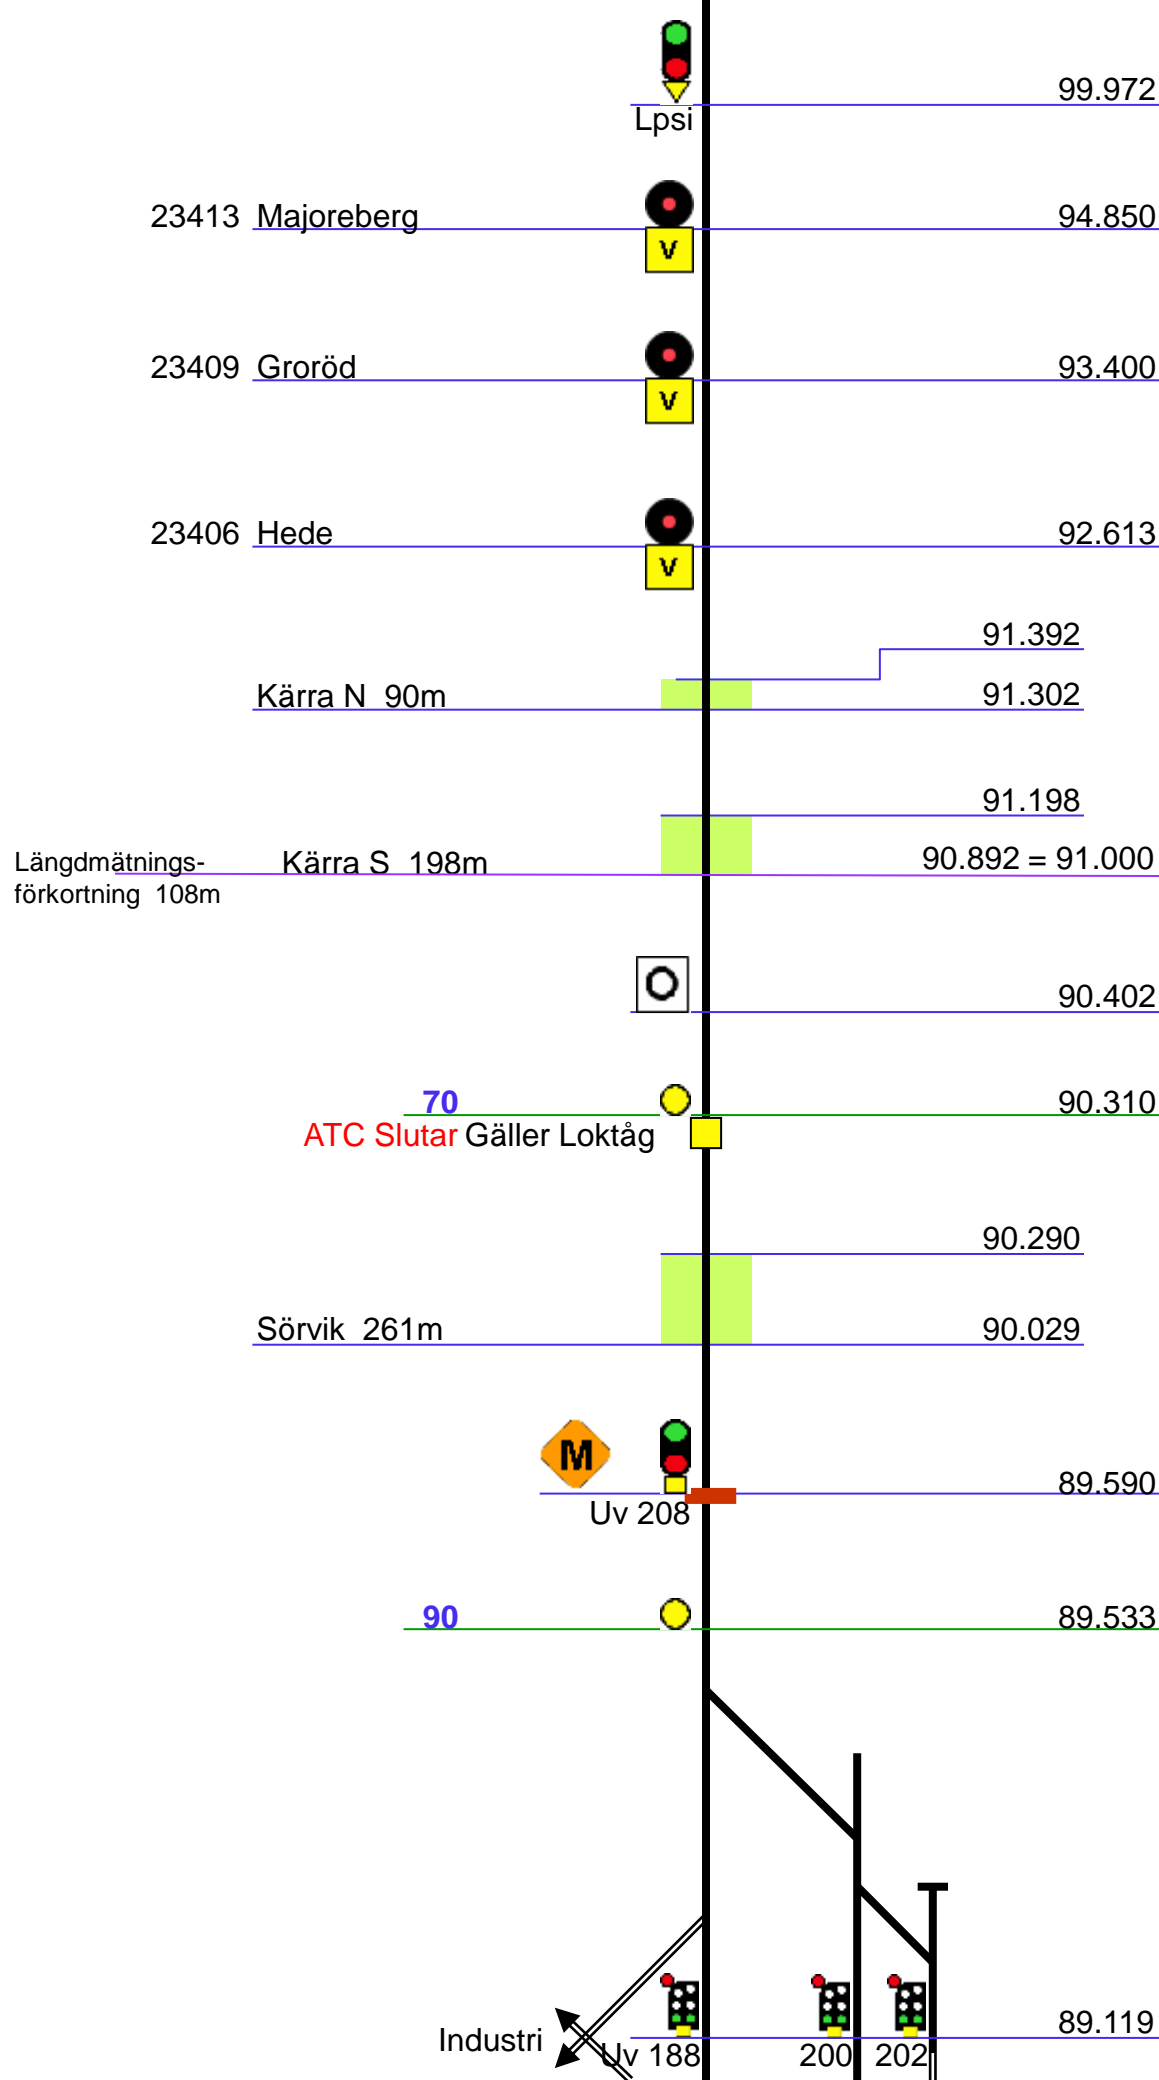 99.972
Lpsi
23413 Majoreberg 94.850
V
23409 Groröd 93.400
V
23406 Hede 92.613
V
91.392
Kärra N 90m 91.302
91.198
Längdmätnings- Kärra S 198m 90.892 = 91.000
förkortning 108m
90.402
70 90.310
ATC Slutar Gäller Loktåg
90.290
Sörvik 261m 90.029
M 89.590
Uv 208
90 89.533
89.119
Industri Uv 188 200 202